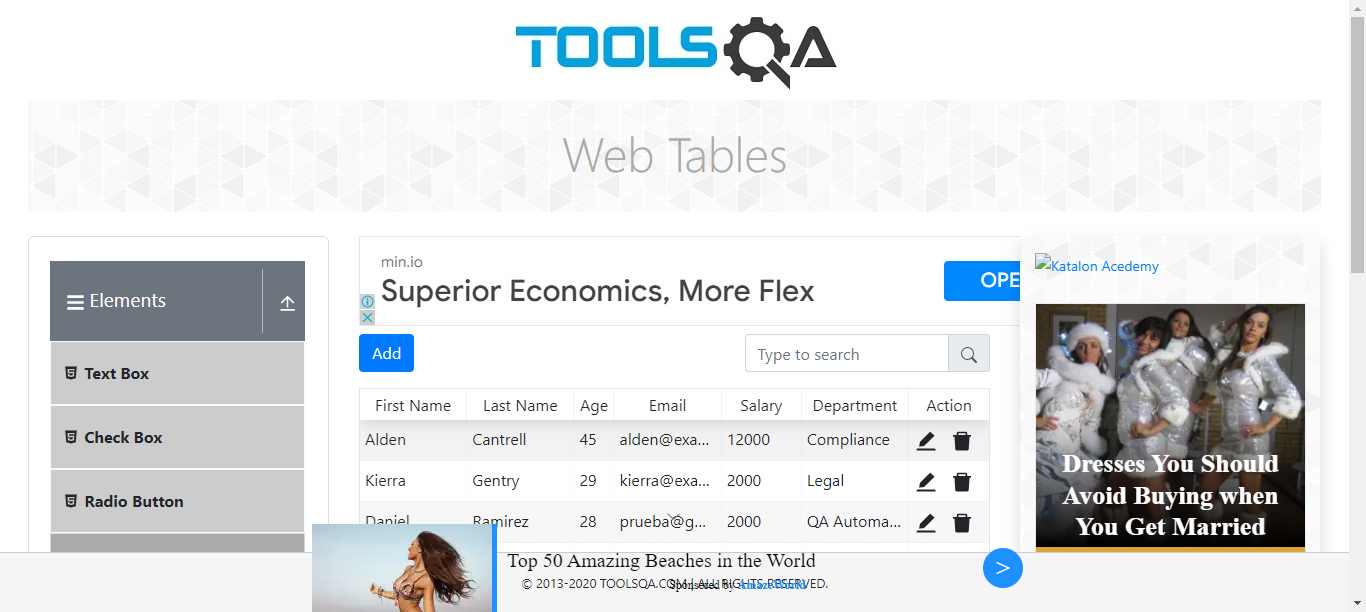 TOOLSQA
Web Tables
Elements
Text Box
Check Box
Radio Button
min.io
Superior Economics, More Flex
OPE
Add
Type to search
First Name Last Name Age Email Salary Department Action
Alden Cantrell 45 alden@exa... 12000 Compliance
Kierra Gentry 29 kierra@exa... 2000 Legal
Daniel Ramirez 28 prueba@g... 2000 QA Automa...
Katalon Acedemy
Dresses You Should
Avoid Buying when
You Get Married
Top 50 Amazing Beaches in the World
>
© 2013-2020 TOOLSQA.COM | ALL RIGHTS RESERVED.
Sponsored by